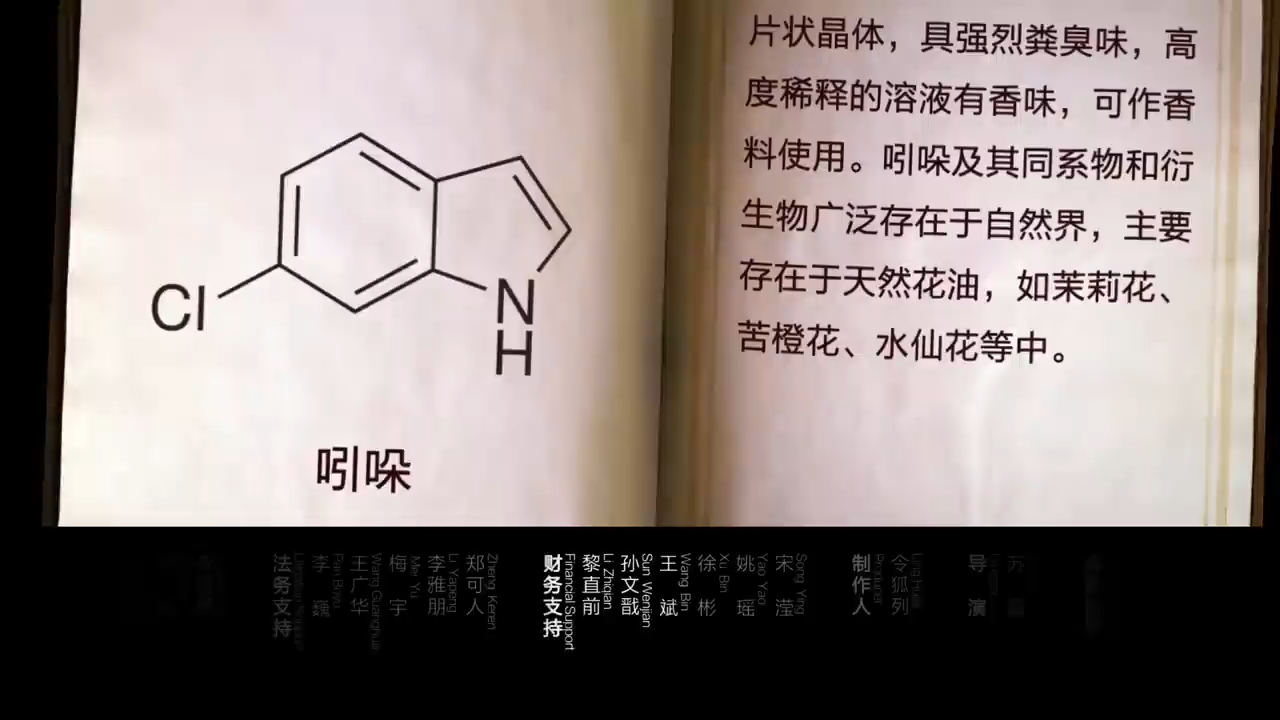 Cl
N
H
吲哚
片状晶体，具强烈粪臭味，高
度稀释的溶液有香味，可作香
料使用。吲哚及其同系物和衍
生物广泛存在于自然界，主要
存在于天然花油，如茉莉花、
苦橙花、水仙花等中。
法务支持
李巍
王广华
Wang Guanghua
梅宇
Mei Yu
李雅朋
Li Yapeng
郑可人
Zheng Keren
财务支持
Financial Support
黎直前
Li Zhiqian
孙文戬
Sun Wenjian
王斌
Wang Bin
徐彬
Xu Bin
姚瑶
Yao Yao
宋滢
Song Ying
制作人
Producer
令狐列
导演